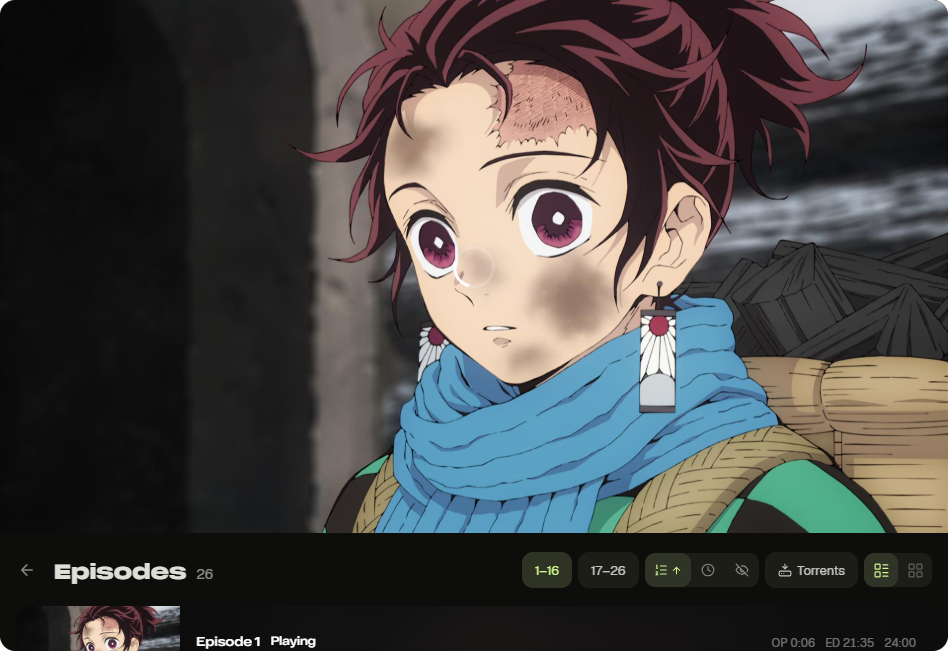 Episodes 26 1–16 17–26 Torrents
Episode 1 Playing OP 0:06 ED 21:35 24:00